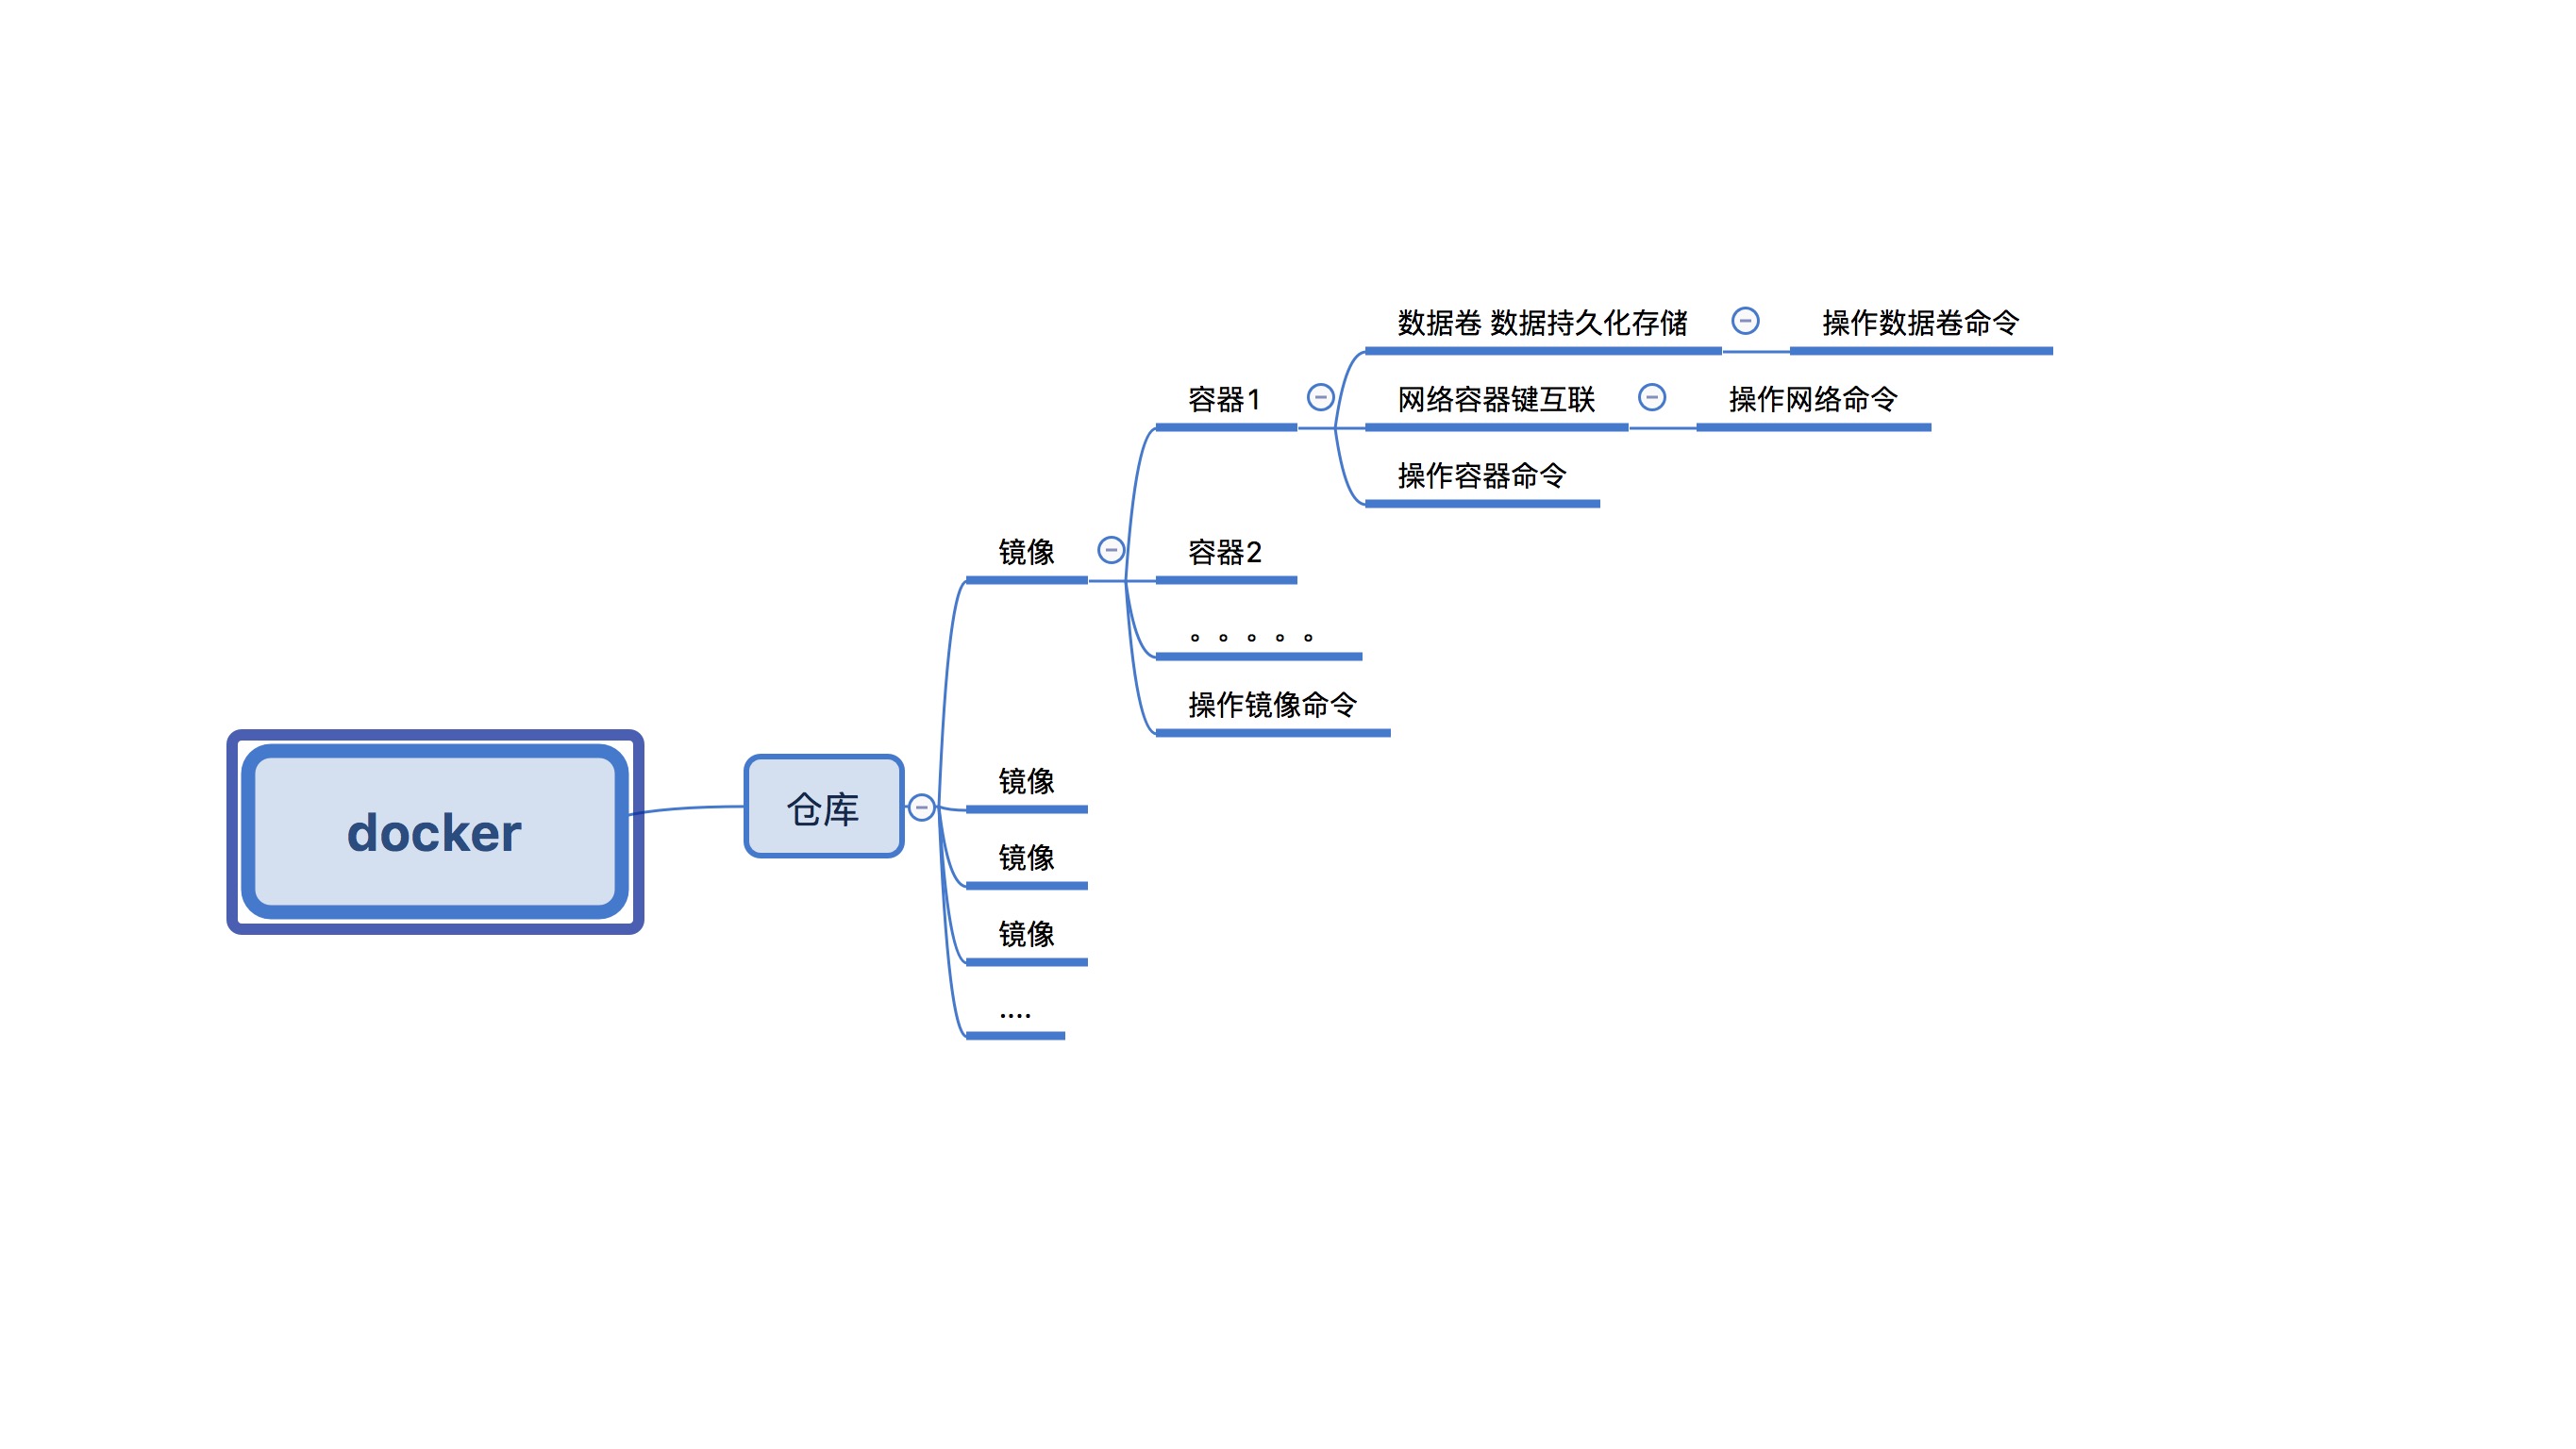 数据卷 数据持久化存储
操作数据卷命令
容器1
网络容器键互联
操作网络命令
操作容器命令
镜像
容器2
。。。。。
操作镜像命令
docker
仓库
镜像
镜像
镜像
....